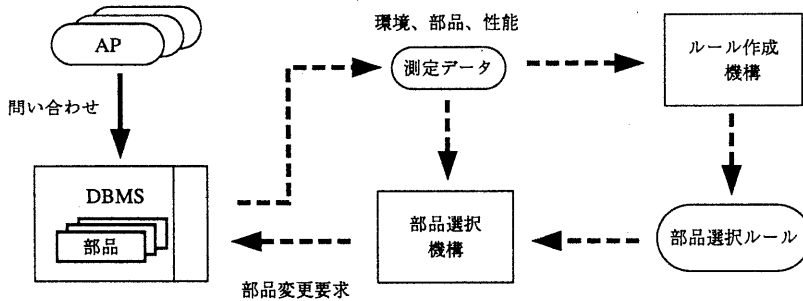 環境、部品、性能
AP
測定データ
ルール作成
機構
問い合わせ
DBMS
部品
部品選択
機構
部品選択ルール
部品変更要求